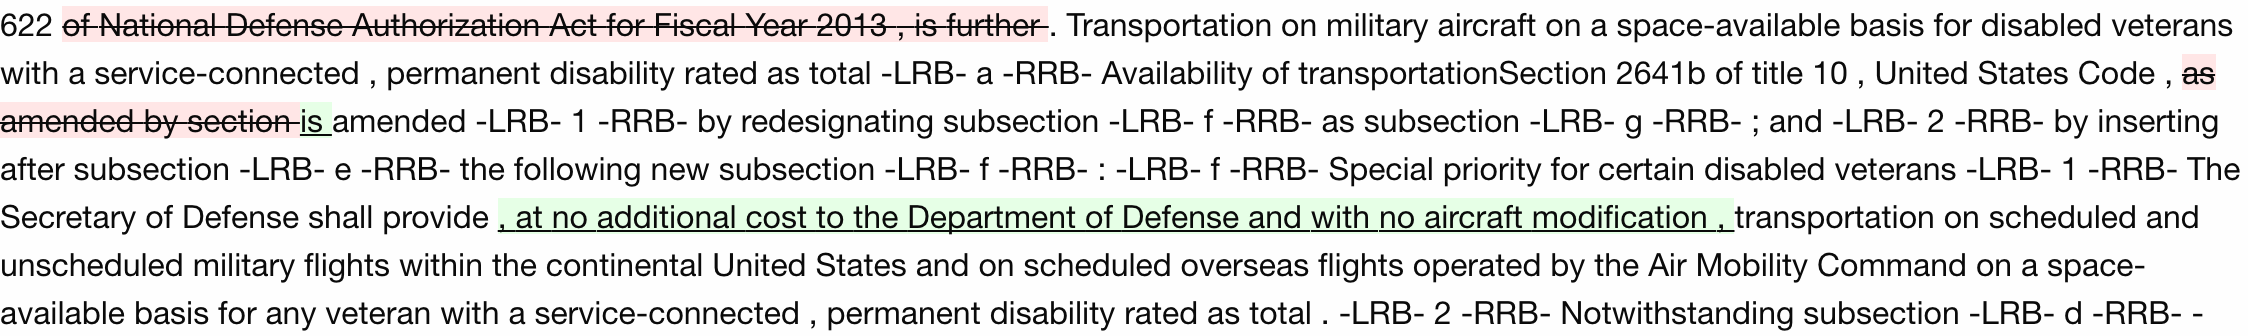 622 of National Defense Authorization Act for Fiscal Year 2013 , is further . Transportation on military aircraft on a space-available basis for disabled veterans
with a service-connected , permanent disability rated as total -LRB- a -RRB- Availability of transportationSection 2641b of title 10 , United States Code , as
amended by section is amended -LRB- 1 -RRB- by redesignating subsection -LRB- f -RRB- as subsection -LRB- g -RRB- ; and -LRB- 2 -RRB- by inserting
after subsection -LRB- e -RRB- the following new subsection -LRB- f -RRB- : -LRB- f -RRB- Special priority for certain disabled veterans -LRB- 1 -RRB- The
Secretary of Defense shall provide , at no additional cost to the Department of Defense and with no aircraft modification , transportation on scheduled and
unscheduled military flights within the continental United States and on scheduled overseas flights operated by the Air Mobility Command on a space-
available basis for any veteran with a service-connected , permanent disability rated as total . -LRB- 2 -RRB- Notwithstanding subsection -LRB- d -RRB- -